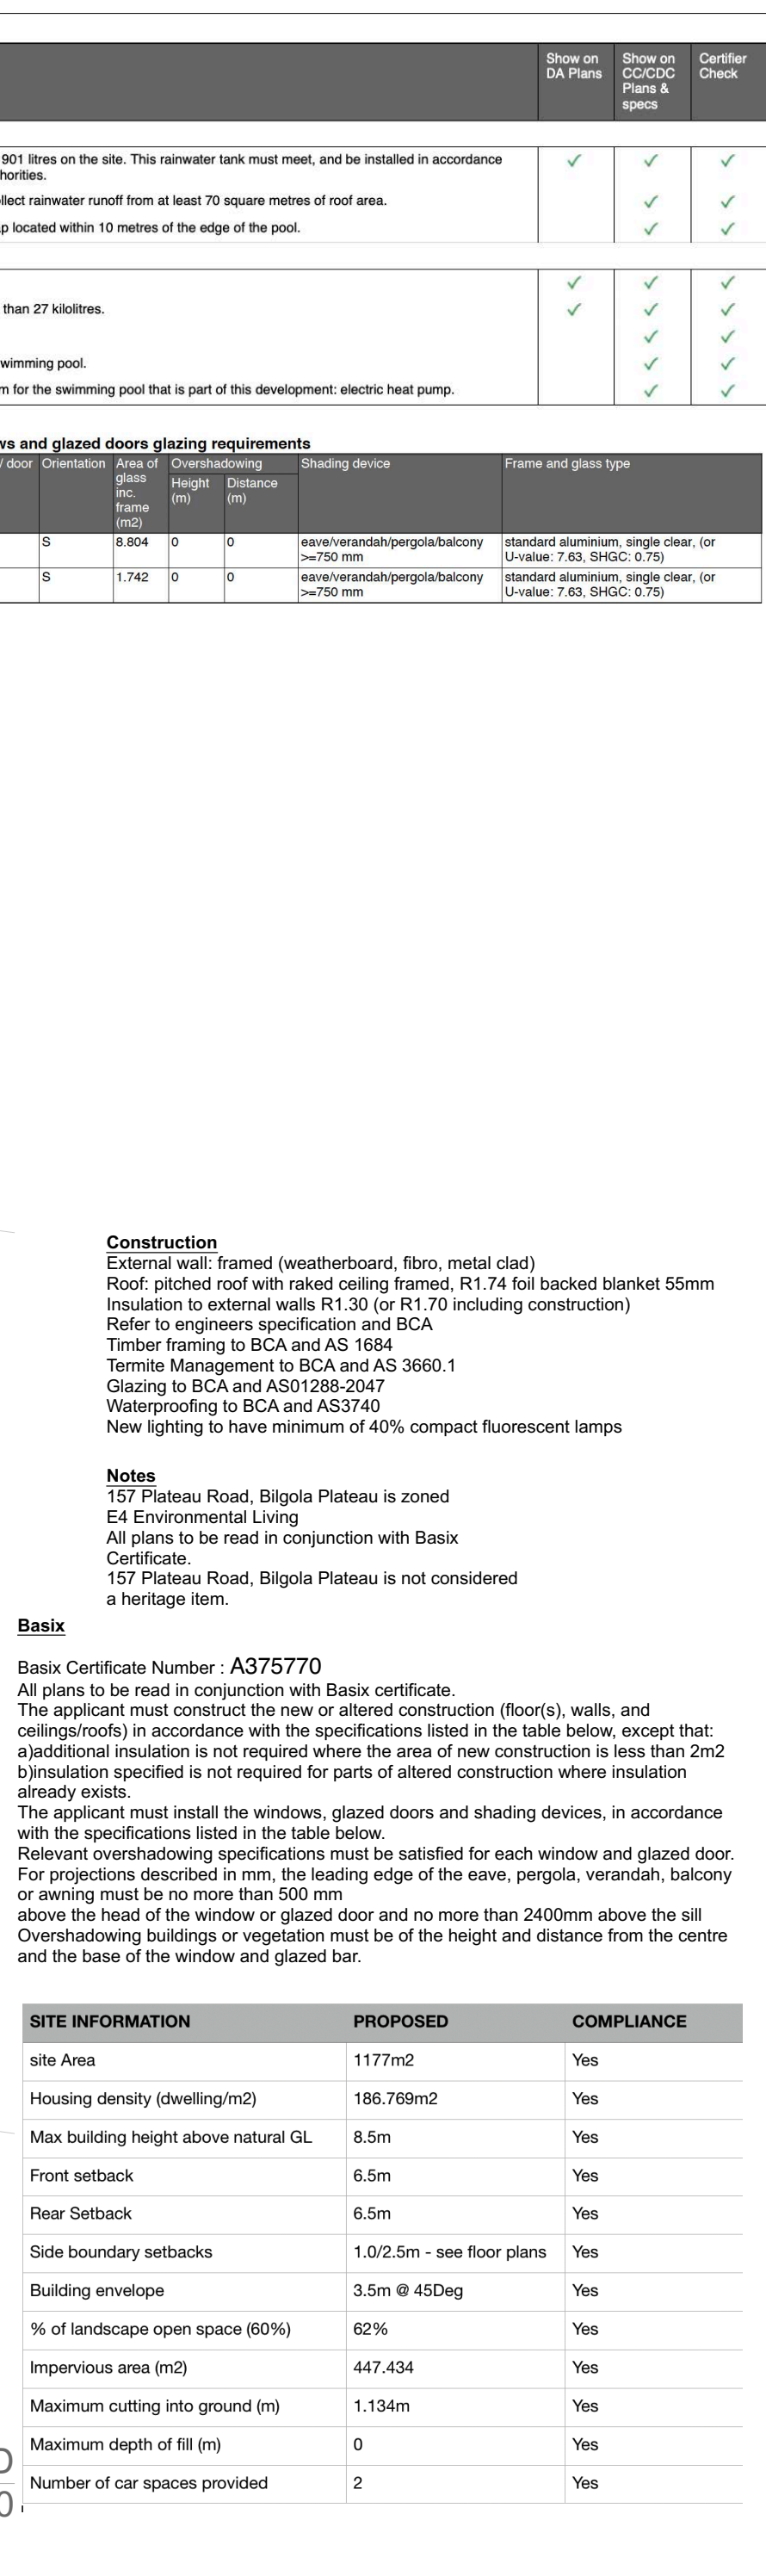 Show on DA Plans
Show on CC/CDC Plans & specs
Certifier Check
901 litres on the site. This rainwater tank must meet, and be installed in accordance
horities.
llect rainwater runoff from at least 70 square metres of roof area.
p located within 10 metres of the edge of the pool.
than 27 kilolitres.
wimming pool.
m for the swimming pool that is part of this development: electric heat pump.
ws and glazed doors glazing requirements
/ door Orientation Area of glass inc. frame (m2) Overshadowing Height (m) Distance (m) Shading device Frame and glass type
S 8.804 0 0 eave/verandah/pergola/balcony >=750 mm standard aluminium, single clear, (or U-value: 7.63, SHGC: 0.75)
S 1.742 0 0 eave/verandah/pergola/balcony >=750 mm standard aluminium, single clear, (or U-value: 7.63, SHGC: 0.75)
Construction
External wall: framed (weatherboard, fibro, metal clad)
Roof: pitched roof with raked ceiling framed, R1.74 foil backed blanket 55mm
Insulation to external walls R1.30 (or R1.70 including construction)
Refer to engineers specification and BCA
Timber framing to BCA and AS 1684
Termite Management to BCA and AS 3660.1
Glazing to BCA and AS01288-2047
Waterproofing to BCA and AS3740
New lighting to have minimum of 40% compact fluorescent lamps
Notes
157 Plateau Road, Bilgola Plateau is zoned
E4 Environmental Living
All plans to be read in conjunction with Basix
Certificate.
157 Plateau Road, Bilgola Plateau is not considered
a heritage item.
Basix
Basix Certificate Number : A375770
All plans to be read in conjunction with Basix certificate.
The applicant must construct the new or altered construction (floor(s), walls, and
ceilings/roofs) in accordance with the specifications listed in the table below, except that:
a)additional insulation is not required where the area of new construction is less than 2m2
b)insulation specified is not required for parts of altered construction where insulation
already exists.
The applicant must install the windows, glazed doors and shading devices, in accordance
with the specifications listed in the table below.
Relevant overshadowing specifications must be satisfied for each window and glazed door.
For projections described in mm, the leading edge of the eave, pergola, verandah, balcony
or awning must be no more than 500 mm
above the head of the window or glazed door and no more than 2400mm above the sill
Overshadowing buildings or vegetation must be of the height and distance from the centre
and the base of the window and glazed bar.
SITE INFORMATION PROPOSED COMPLIANCE
site Area 1177m2 Yes
Housing density (dwelling/m2) 186.769m2 Yes
Max building height above natural GL 8.5m Yes
Front setback 6.5m Yes
Rear Setback 6.5m Yes
Side boundary setbacks 1.0/2.5m - see floor plans Yes
Building envelope 3.5m @ 45Deg Yes
% of landscape open space (60%) 62% Yes
Impervious area (m2) 447.434 Yes
Maximum cutting into ground (m) 1.134m Yes
Maximum depth of fill (m) 0 Yes
Number of car spaces provided 2 Yes